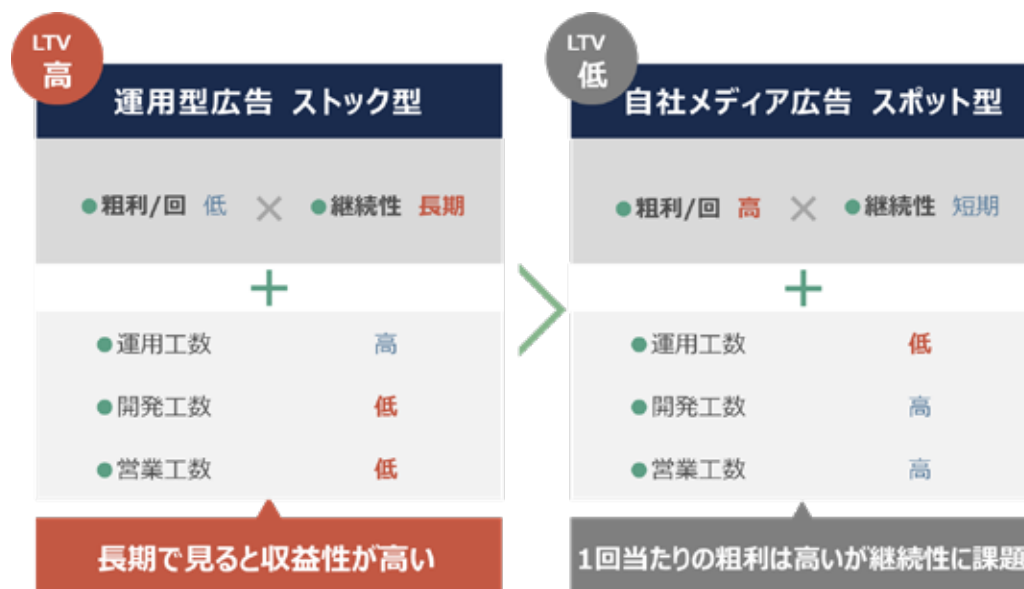 LTV
高
運用型広告 ストック型
●粗利/回 低 × ●継続性 長期
+
●運用工数 高
●開発工数 低
●営業工数 低
長期で見ると収益性が高い
LTV
低
自社メディア広告 スポット型
●粗利/回 高 × ●継続性 短期
+
●運用工数 低
●開発工数 高
●営業工数 高
1回当たりの粗利は高いが継続性に課題